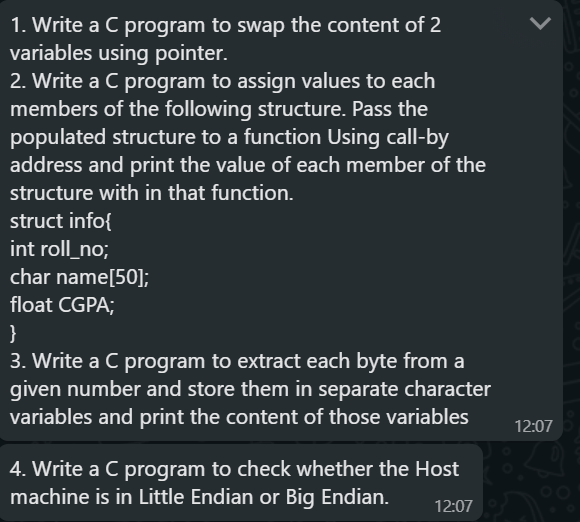 1. Write a C program to swap the content of 2
variables using pointer.
2. Write a C program to assign values to each
members of the following structure. Pass the
populated structure to a function Using call-by
address and print the value of each member of the
structure with in that function.
struct info{
int roll_no;
char name[50];
float CGPA;
}
3. Write a C program to extract each byte from a
given number and store them in separate character
variables and print the content of those variables
12:07
4. Write a C program to check whether the Host
machine is in Little Endian or Big Endian.
12:07